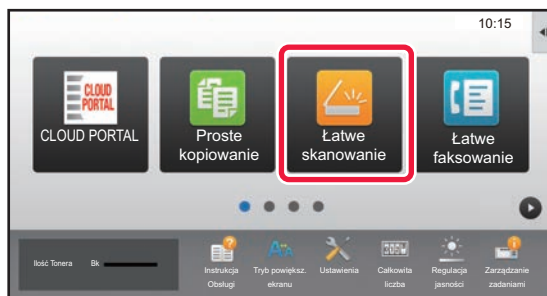 10:15
CLOUD
PORTAL
CLOUD PORTAL
Proste
kopiowanie
Łatwe
skanowanie
Łatwe
faksowanie
Ilość Tonera Bk
Instrukcja
Obsługi
Tryb powiększ.
ekranu
Ustawienia
Całkowita
liczba
Regulacja
jasności
Zarządzanie
zadaniami